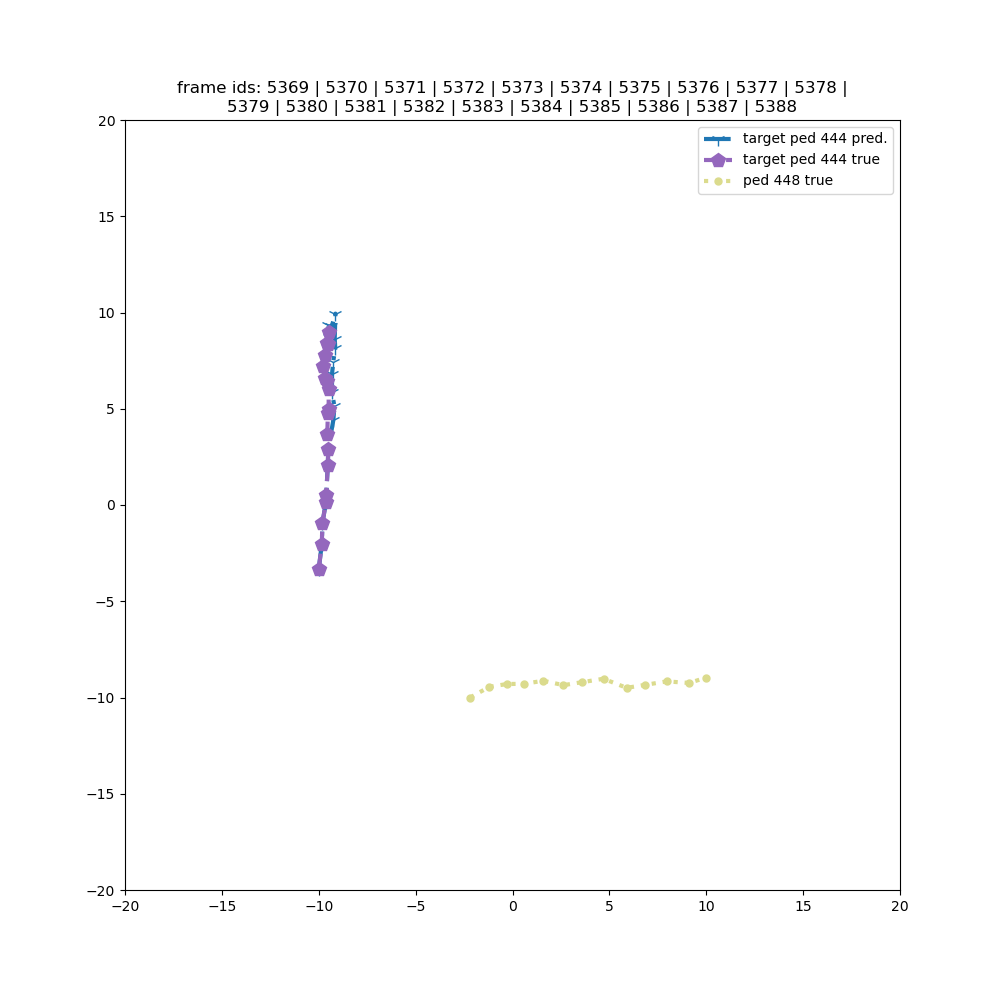 frame ids: 5369 | 5370 | 5371 | 5372 | 5373 | 5374 | 5375 | 5376 | 5377 | 5378 |
5379 | 5380 | 5381 | 5382 | 5383 | 5384 | 5385 | 5386 | 5387 | 5388
target ped 444 pred.
target ped 444 true
ped 448 true
20
15
10
5
0
−5
−10
−15
−20
−20 −15 −10 −5 0 5 10 15 20